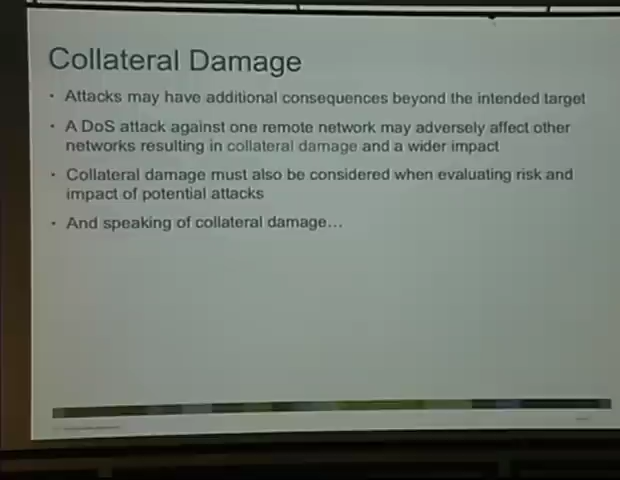 Collateral Damage
• Attacks may have additional consequences beyond the intended target
• A DoS attack against one remote network may adversely affect other
networks resulting in collateral damage and a wider impact
• Collateral damage must also be considered when evaluating risk and
impact of potential attacks
• And speaking of collateral damage…